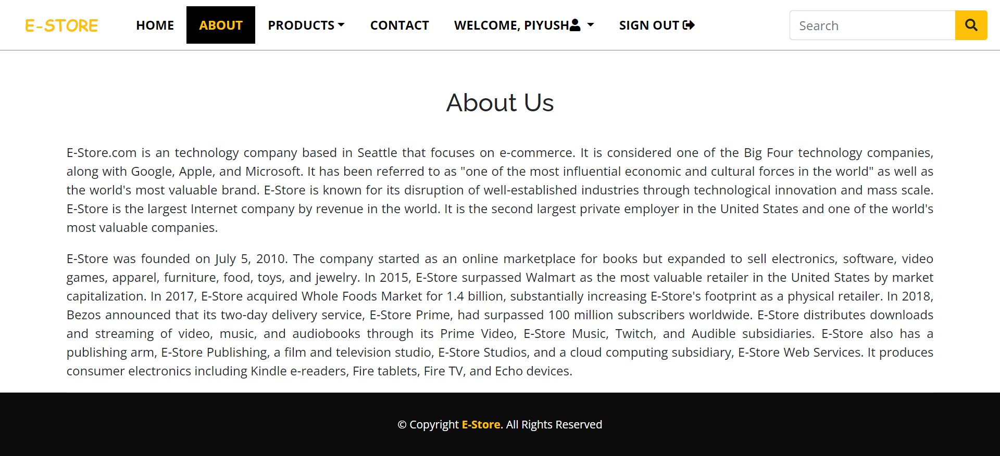 E-STORE HOME ABOUT PRODUCTS CONTACT WELCOME, PIYUSH SIGN OUT Search
About Us
E-Store.com is an technology company based in Seattle that focuses on e-commerce. It is considered one of the Big Four technology companies,
along with Google, Apple, and Microsoft. It has been referred to as "one of the most influential economic and cultural forces in the world" as well as
the world's most valuable brand. E-Store is known for its disruption of well-established industries through technological innovation and mass scale.
E-Store is the largest Internet company by revenue in the world. It is the second largest private employer in the United States and one of the world's
most valuable companies.
E-Store was founded on July 5, 2010. The company started as an online marketplace for books but expanded to sell electronics, software, video
games, apparel, furniture, food, toys, and jewelry. In 2015, E-Store surpassed Walmart as the most valuable retailer in the United States by market
capitalization. In 2017, E-Store acquired Whole Foods Market for 1.4 billion, substantially increasing E-Store's footprint as a physical retailer. In 2018,
Bezos announced that its two-day delivery service, E-Store Prime, had surpassed 100 million subscribers worldwide. E-Store distributes downloads
and streaming of video, music, and audiobooks through its Prime Video, E-Store Music, Twitch, and Audible subsidiaries. E-Store also has a
publishing arm, E-Store Publishing, a film and television studio, E-Store Studios, and a cloud computing subsidiary, E-Store Web Services. It produces
consumer electronics including Kindle e-readers, Fire tablets, Fire TV, and Echo devices.
© Copyright E-Store. All Rights Reserved